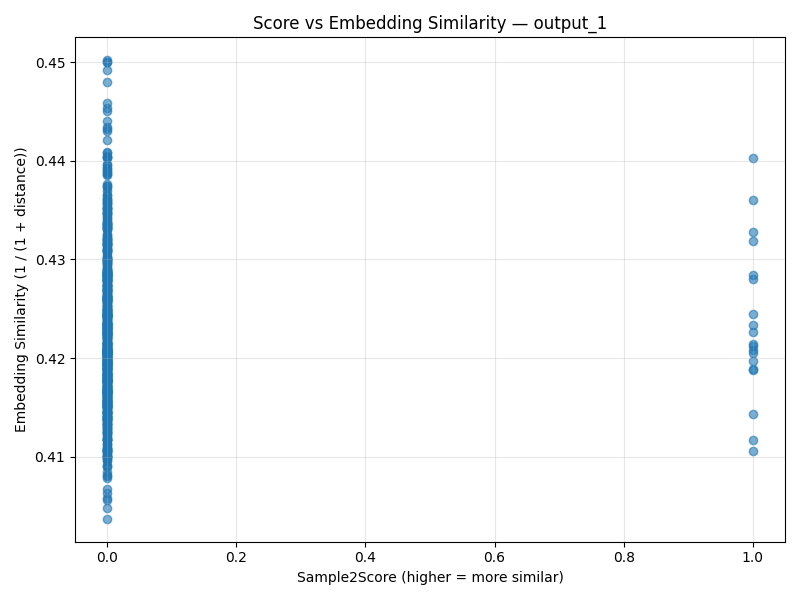 Score vs Embedding Similarity — output_1
Embedding Similarity (1 / (1 + distance))
0.45
0.44
0.43
0.42
0.41
0.0 0.2 0.4 0.6 0.8 1.0
Sample2Score (higher = more similar)